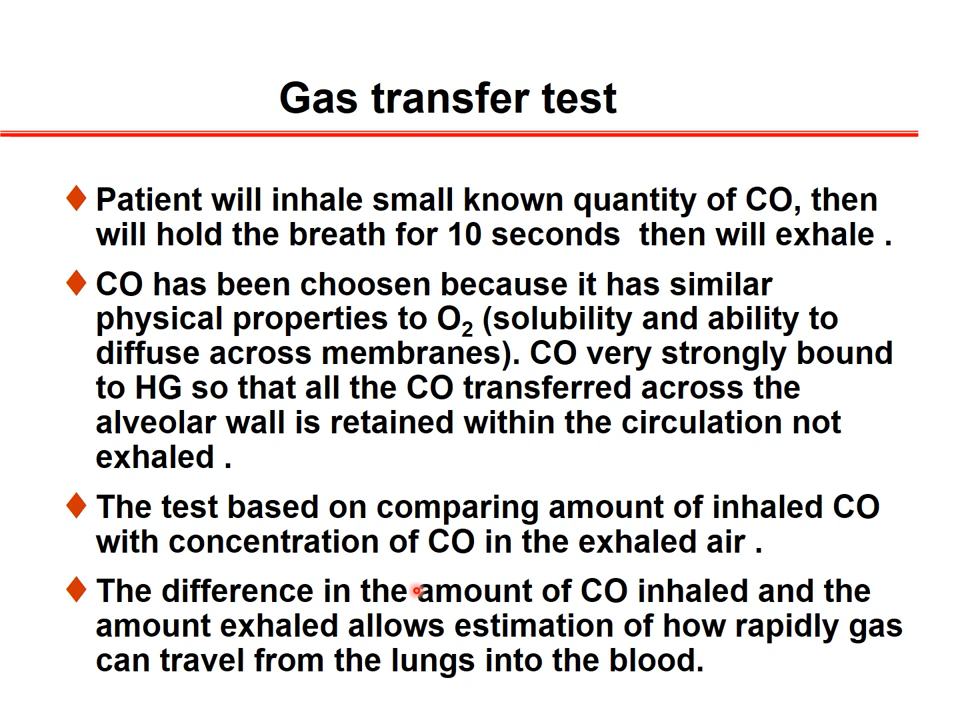 Gas transfer test
Patient will inhale small known quantity of CO, then
will hold the breath for 10 seconds  then will exhale .
CO has been choosen because it has similar
physical properties to O₂ (solubility and ability to
diffuse across membranes). CO very strongly bound
to HG so that all the CO transferred across the
alveolar wall is retained within the circulation not
exhaled .
The test based on comparing amount of inhaled CO
with concentration of CO in the exhaled air .
The difference in the amount of CO inhaled and the
amount exhaled allows estimation of how rapidly gas
can travel from the lungs into the blood.